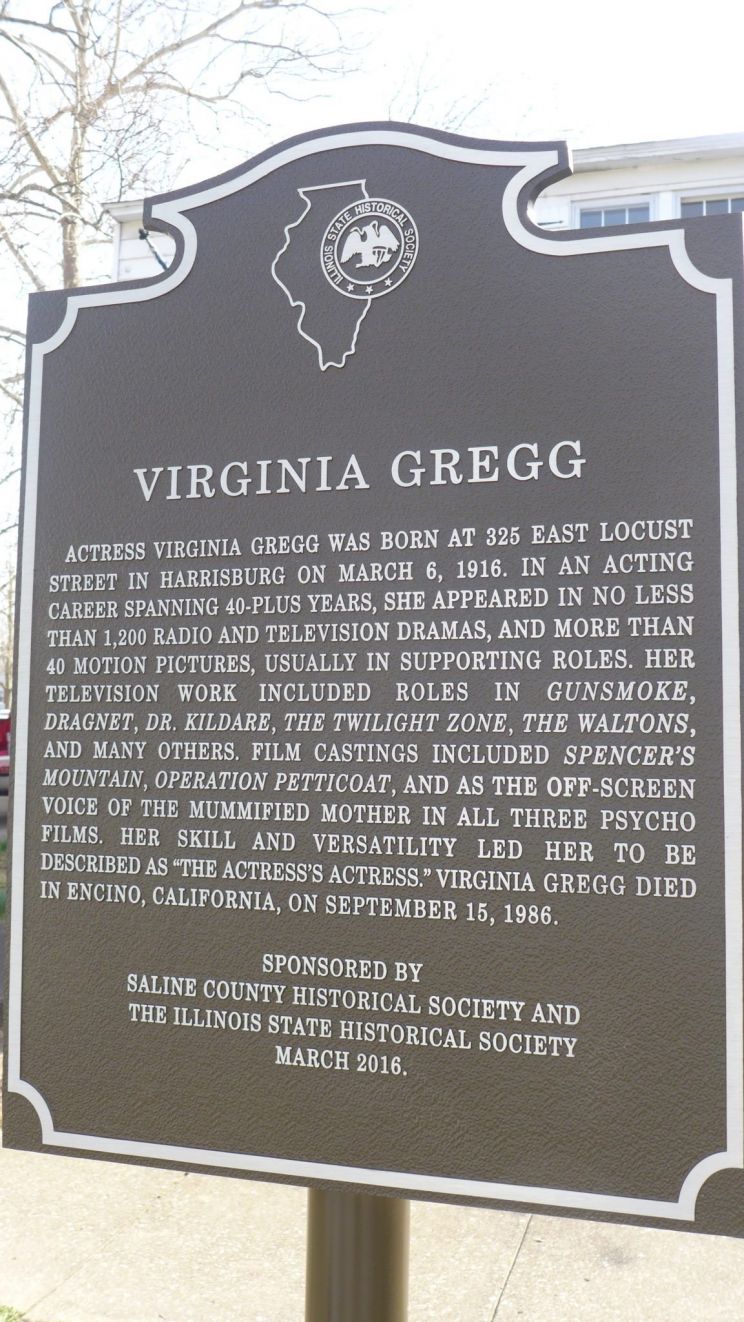 ILLINOIS STATE HISTORICAL SOCIETY
VIRGINIA GREGG
ACTRESS VIRGINIA GREGG WAS BORN AT 325 EAST LOCUST
STREET IN HARRISBURG ON MARCH 6, 1916. IN AN ACTING
CAREER SPANNING 40-PLUS YEARS, SHE APPEARED IN NO LESS
THAN 1,200 RADIO AND TELEVISION DRAMAS, AND MORE THAN
40 MOTION PICTURES, USUALLY IN SUPPORTING ROLES. HER
TELEVISION WORK INCLUDED ROLES IN GUNSMOKE,
DRAGNET, DR. KILDARE, THE TWILIGHT ZONE, THE WALTONS,
AND MANY OTHERS. FILM CASTINGS INCLUDED SPENCER'S
MOUNTAIN, OPERATION PETTICOAT, AND AS THE OFF-SCREEN
VOICE OF THE MUMMIFIED MOTHER IN ALL THREE PSYCHO
FILMS. HER SKILL AND VERSATILITY LED HER TO BE
DESCRIBED AS "THE ACTRESS'S ACTRESS." VIRGINIA GREGG DIED
IN ENCINO, CALIFORNIA, ON SEPTEMBER 15, 1986.
SPONSORED BY
SALINE COUNTY HISTORICAL SOCIETY AND
THE ILLINOIS STATE HISTORICAL SOCIETY
MARCH 2016.